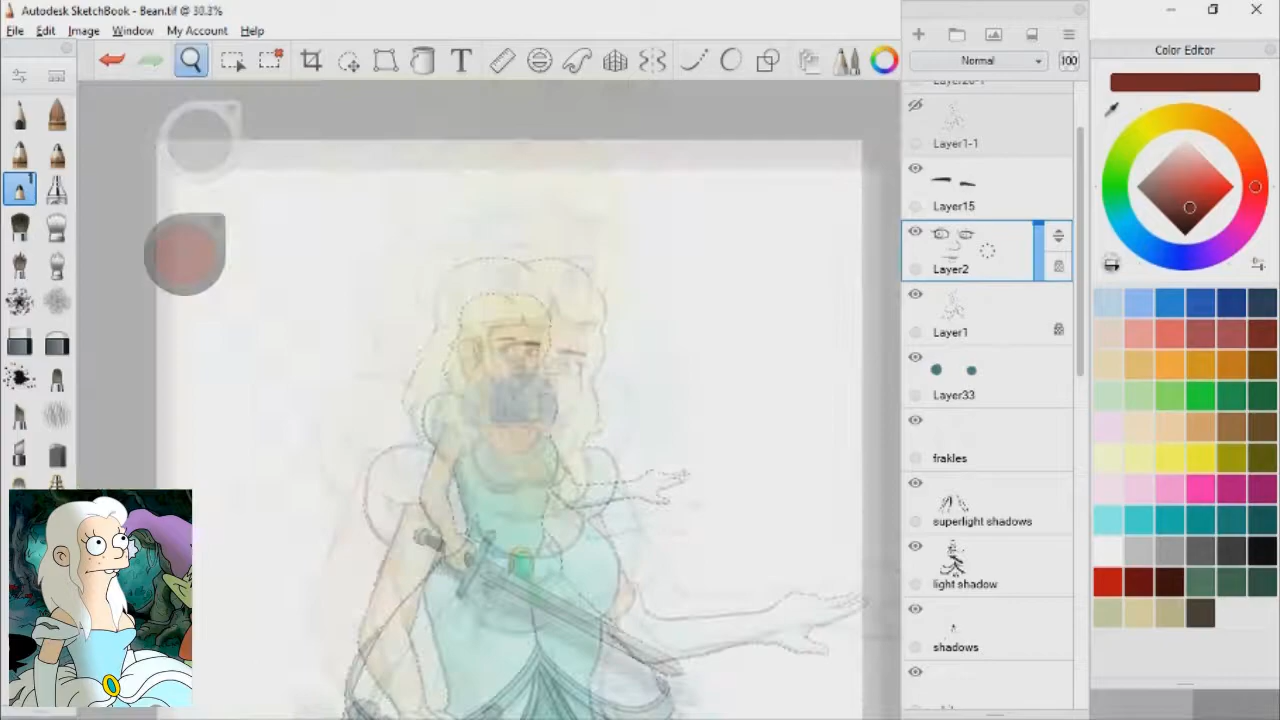 Autodesk SketchBook - Bean.tif @ 30.3%
File Edit Image Window My Account Help
T
Color Editor
Normal
100
Layer1-1
Layer15
Layer2
Layer1
Layer33
frakles
superlight shadows
light shadow
shadows